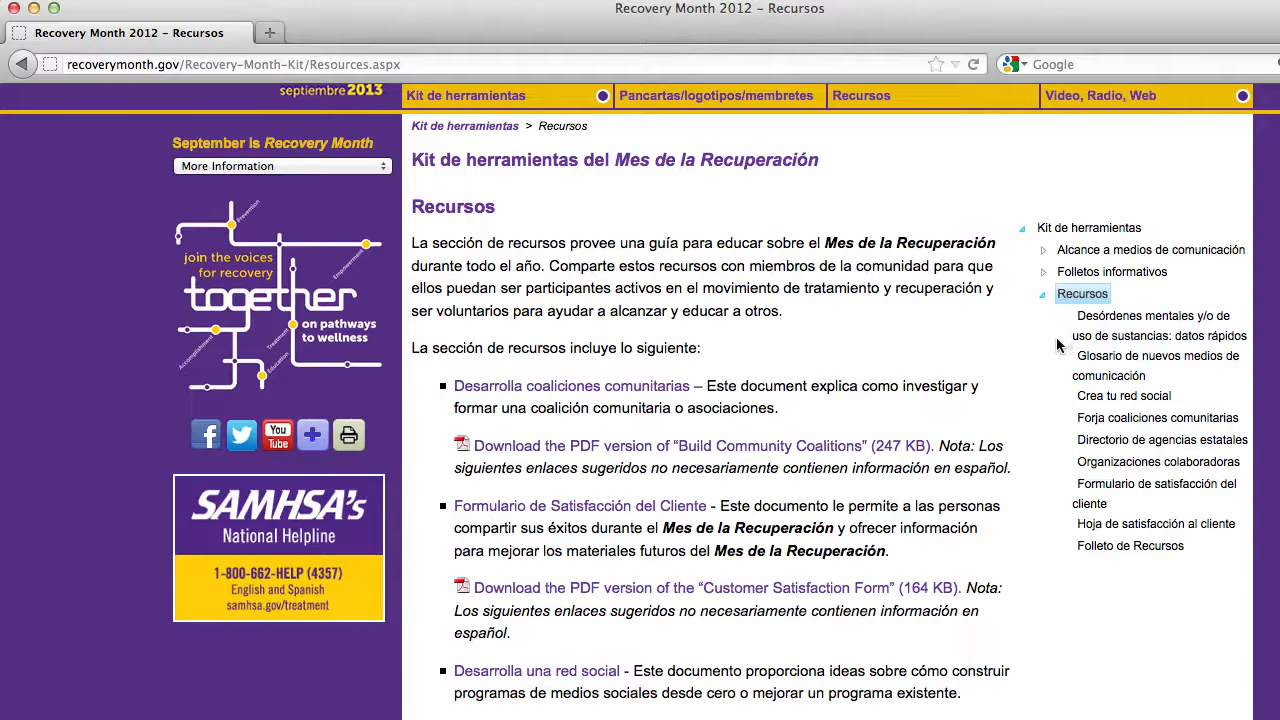 Recovery Month 2012 – Recursos
Recovery Month 2012 – Recursos
recoverymonth.gov/Recovery-Month-Kit/Resources.aspx
Google
septiembre2013
Kit de herramientas
Pancartas/logotipos/membretes
Recursos
Video, Radio, Web
September is Recovery Month
More Information
Prevention
join the voices
for recovery
Empowerment
together
on pathways
to wellness
Accomplishment
Treatment
Education
You
Tube
SAMHSA's
National Helpline
1-800-662-HELP (4357)
English and Spanish
samhsa.gov/treatment
Kit de herramientas > Recursos
Kit de herramientas del Mes de la Recuperación
Recursos
La sección de recursos provee una guía para educar sobre el Mes de la Recuperación
durante todo el año. Comparte estos recursos con miembros de la comunidad para que
ellos puedan ser participantes activos en el movimiento de tratamiento y recuperación y
ser voluntarios para ayudar a alcanzar y educar a otros.
La sección de recursos incluye lo siguiente:
Desarrolla coaliciones comunitarias – Este document explica como investigar y
formar una coalición comunitaria o asociaciones.
Download the PDF version of “Build Community Coalitions” (247 KB). Nota: Los
siguientes enlaces sugeridos no necesariamente contienen información en español.
Formulario de Satisfacción del Cliente - Este documento le permite a las personas
compartir sus éxitos durante el Mes de la Recuperación y ofrecer información
para mejorar los materiales futuros del Mes de la Recuperación.
Download the PDF version of the “Customer Satisfaction Form” (164 KB). Nota:
Los siguientes enlaces sugeridos no necesariamente contienen información en
español.
Desarrolla una red social - Este documento proporciona ideas sobre cómo construir
programas de medios sociales desde cero o mejorar un programa existente.
Kit de herramientas
Alcance a medios de comunicación
Folletos informativos
Recursos
Desórdenes mentales y/o de
uso de sustancias: datos rápidos
Glosario de nuevos medios de
comunicación
Crea tu red social
Forja coaliciones comunitarias
Directorio de agencias estatales
Organizaciones colaboradoras
Formulario de satisfacción del
cliente
Hoja de satisfacción al cliente
Folleto de Recursos